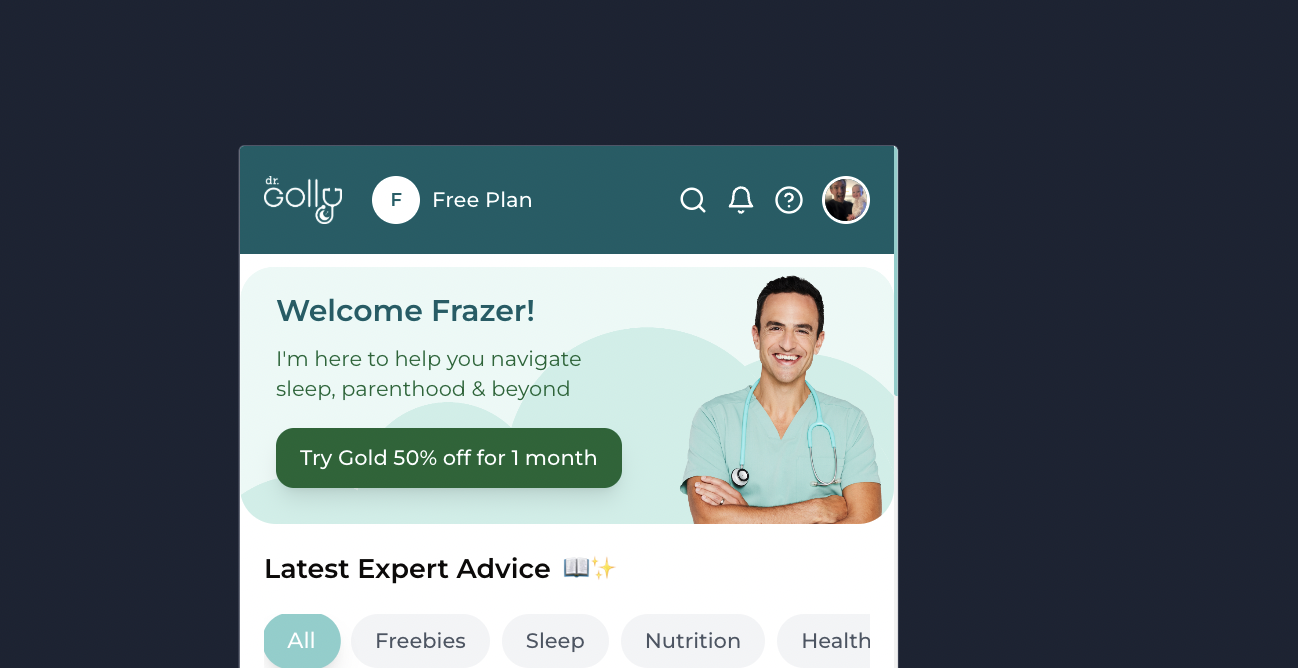 dr.
Golly
F
Free Plan
Welcome Frazer!
I'm here to help you navigate
sleep, parenthood & beyond
Try Gold 50% off for 1 month
Latest Expert Advice 📖✨
All
Freebies
Sleep
Nutrition
Health